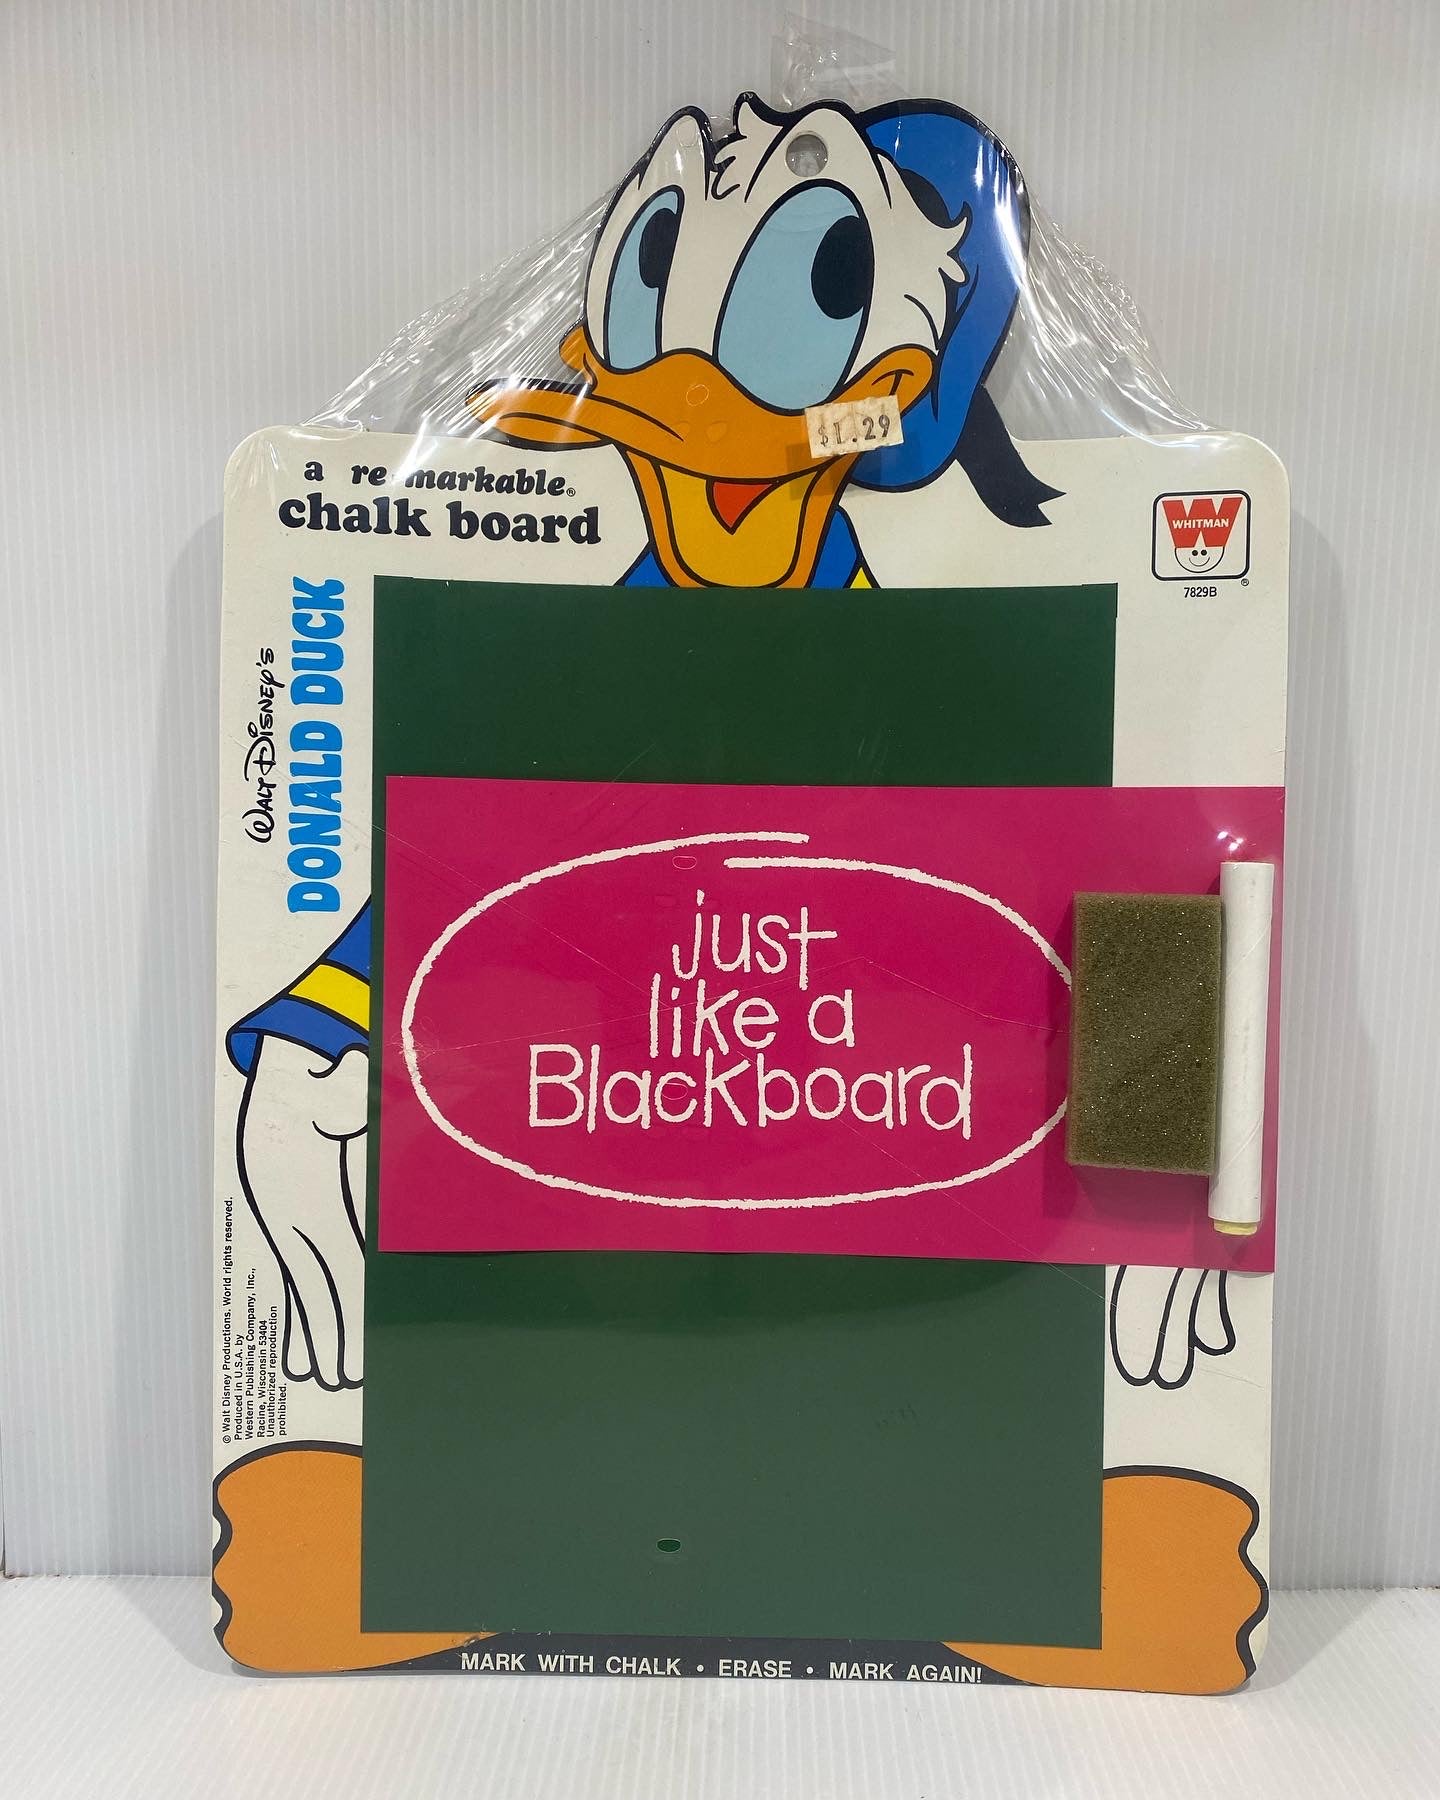 $1.29
a re-markable®
chalk board
WHITMAN
®
7829B
WALT DISNEY'S
DONALD DUCK
just
like a
Blackboard
© Walt Disney Productions. World rights reserved.
Produced in U.S.A. by
Western Publishing Company, Inc.,
Racine, Wisconsin 53404
Unauthorized reproduction
prohibited.
MARK WITH CHALK • ERASE • MARK AGAIN!